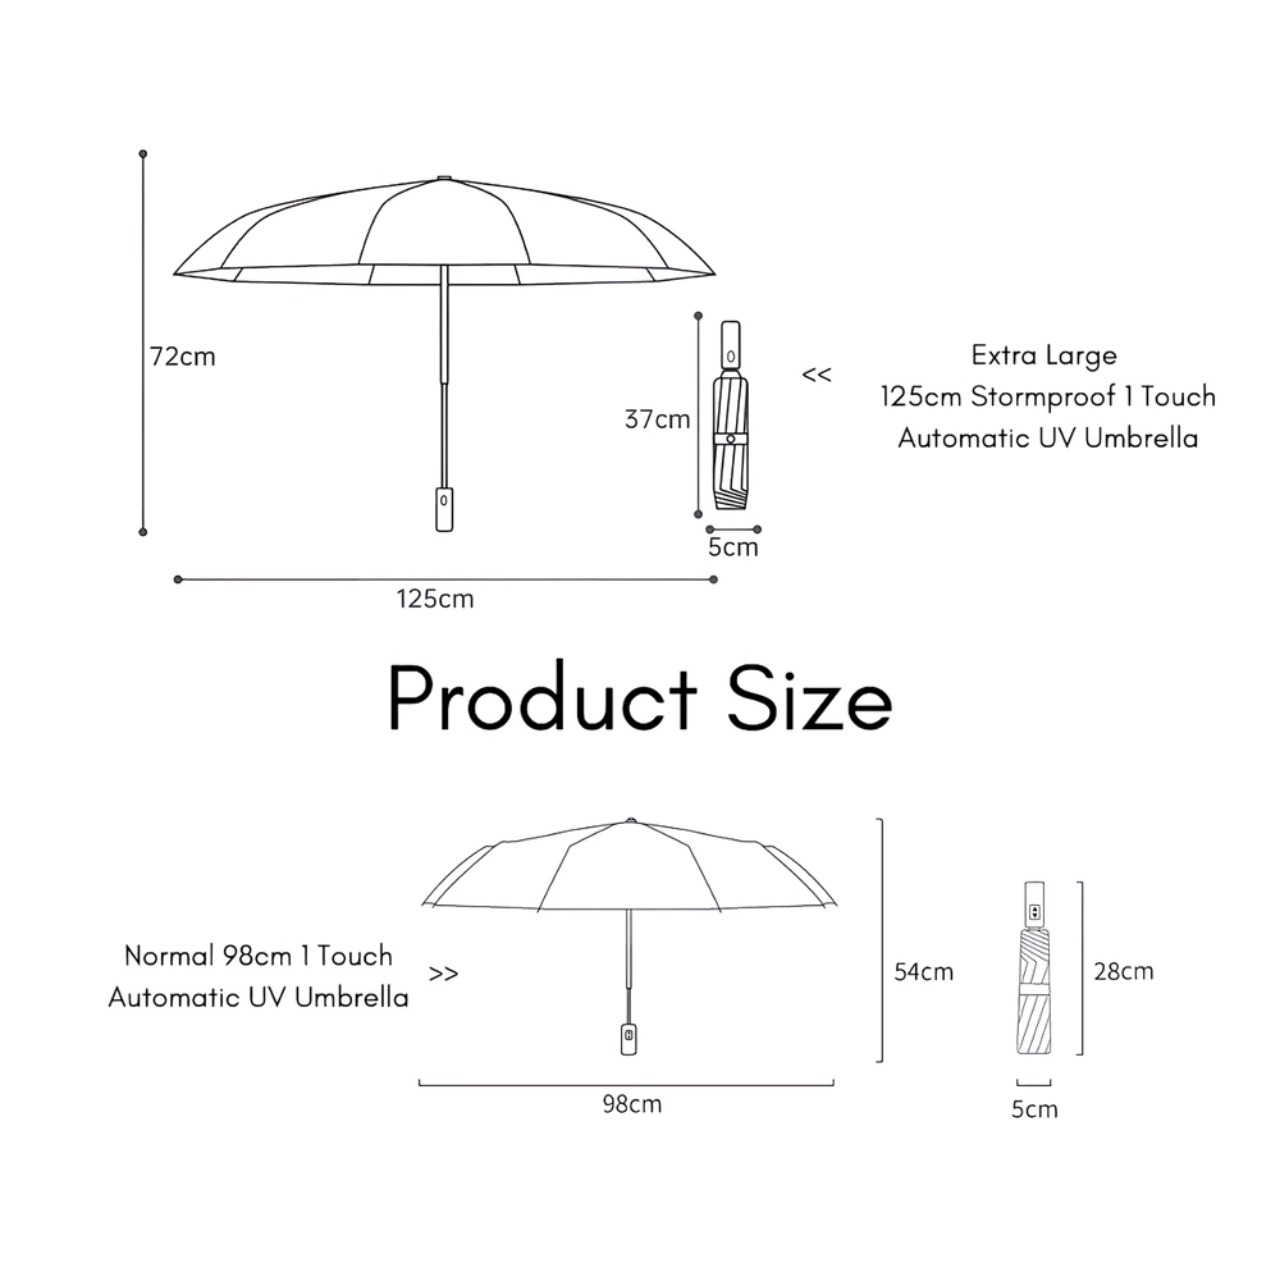 72cm
37cm
5cm
125cm
<<
Extra Large
125cm Stormproof 1 Touch
Automatic UV Umbrella
Product Size
Normal 98cm 1 Touch
Automatic UV Umbrella
>>
54cm
98cm
28cm
5cm